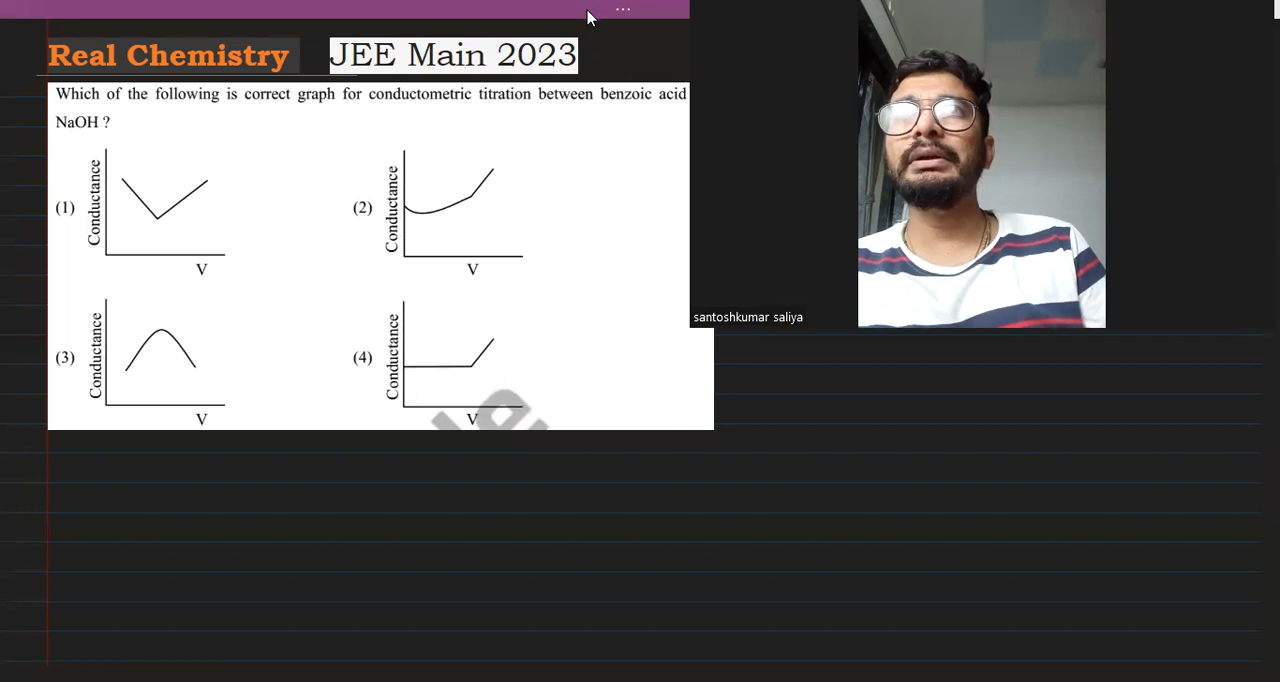 ...
Real Chemistry JEE Main 2023
Which of the following is correct graph for conductometric titration between benzoic acid
NaOH ?
(1) Conductance V
(2) Conductance V
santoshkumar saliya
(3) Conductance V
(4) Conductance V